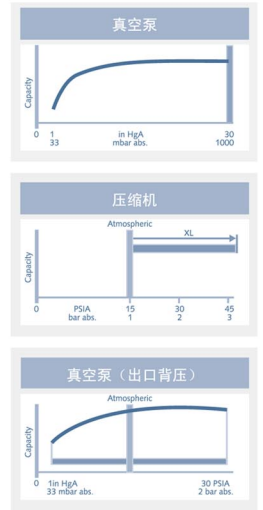 真空泵
Capacity
0 1 in HgA 30
33 mbar abs. 1000
压缩机
Atmospheric
XL
Capacity
0 PSIA 15 30 45
bar abs. 1 2 3
真空泵（出口背压）
Atmospheric
Capacity
0 1in HgA 30 PSIA
33 mbar abs. 2 bar abs.